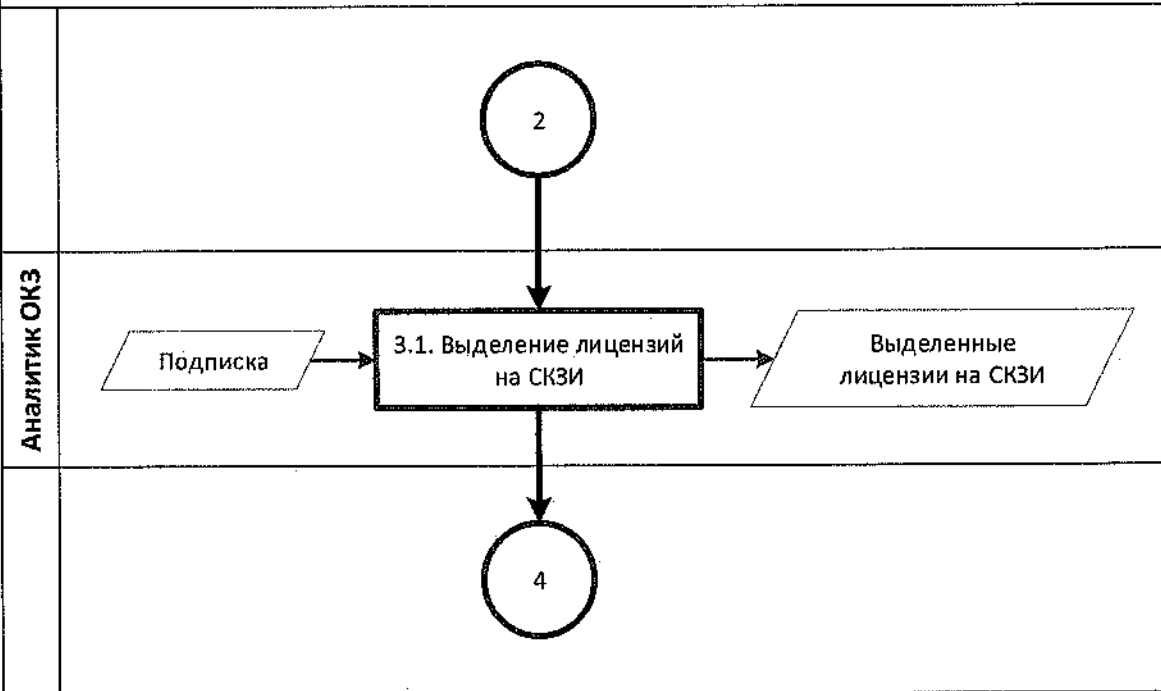 2
Аналитик ОКЗ
Подписка
3.1. Выделение лицензий
на СКЗИ
Выделенные
лицензии на СКЗИ
4